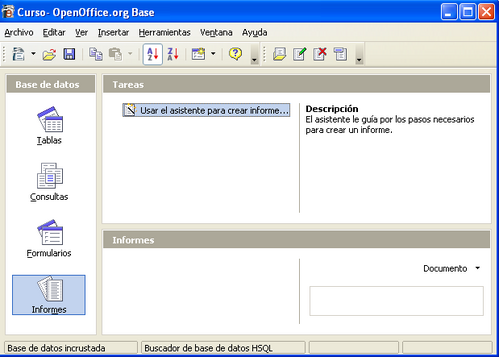 Curso- OpenOffice.org Base
Archivo Editar Ver Insertar Herramientas Ventana Ayuda
Base de datos
Tablas
Consultas
Formularios
Informes
Tareas
Usar el asistente para crear informe...
Descripción
El asistente le guía por los pasos necesarios
para crear un informe.
Informes
Documento
Base de datos incrustada
Buscador de base de datos HSQL